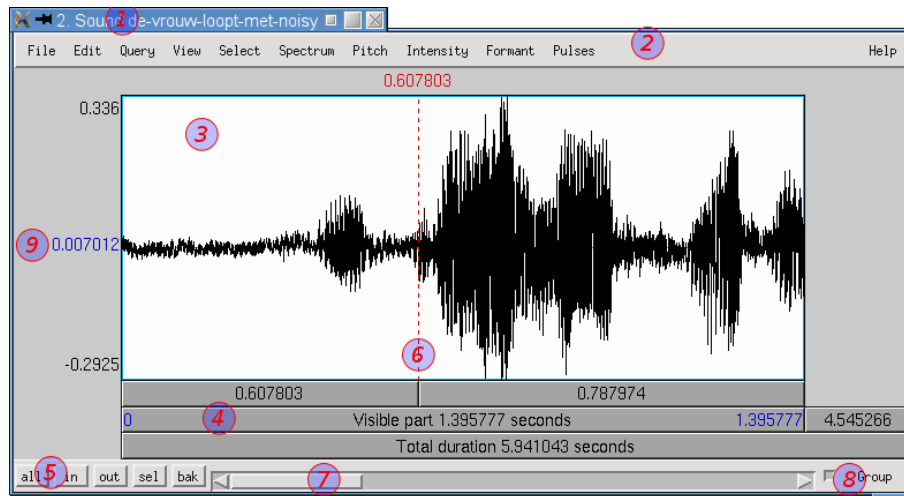 2. Sound de-vrouw-loopt-met-noisy
1
File Edit Query View Select Spectrum Pitch Intensity Formant Pulses 2 Help
0.607803
0.336
3
9 0.007012
6
-0.2925
0.607803 0.787974
0 4 Visible part 1.395777 seconds 1.395777 4.545266
Total duration 5.941043 seconds
all 5 in out sel bak 7 8 Group